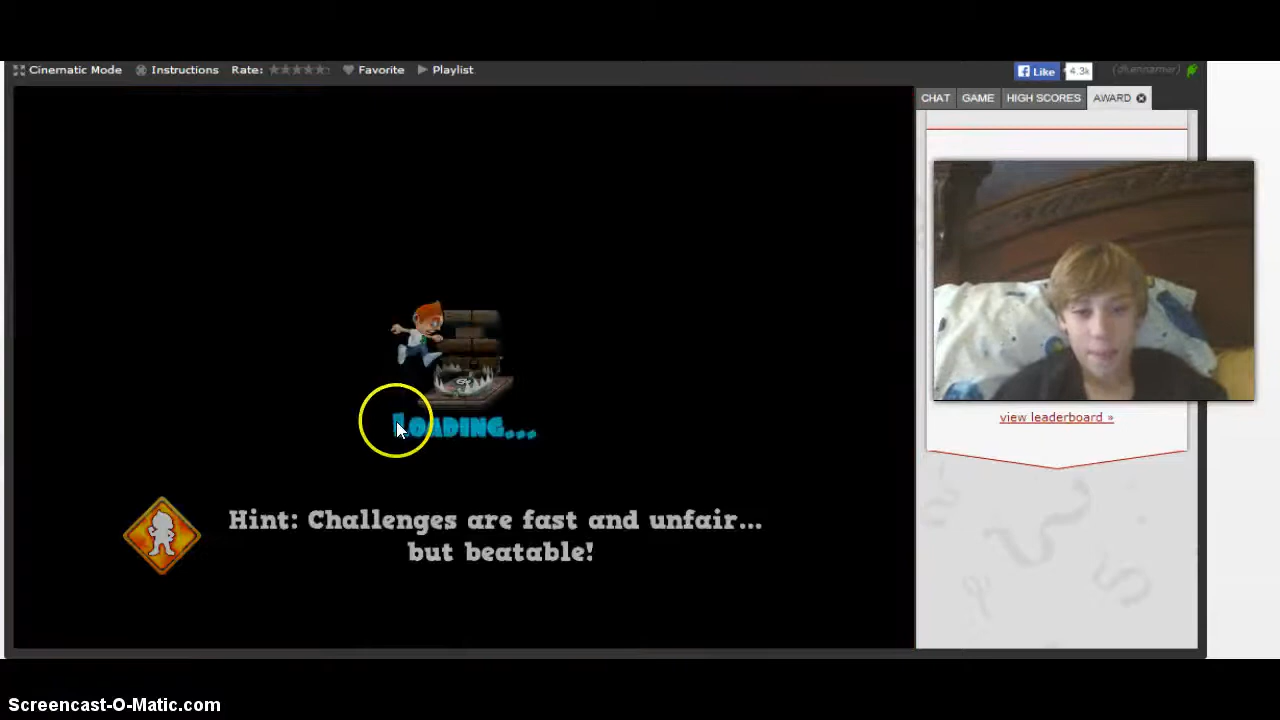 Cinematic Mode Instructions Rate: Favorite Playlist
Like 4.3k
CHAT GAME HIGH SCORES AWARD
view leaderboard »
LOADING...
Hint: Challenges are fast and unfair...
but beatable!
Screencast-O-Matic.com